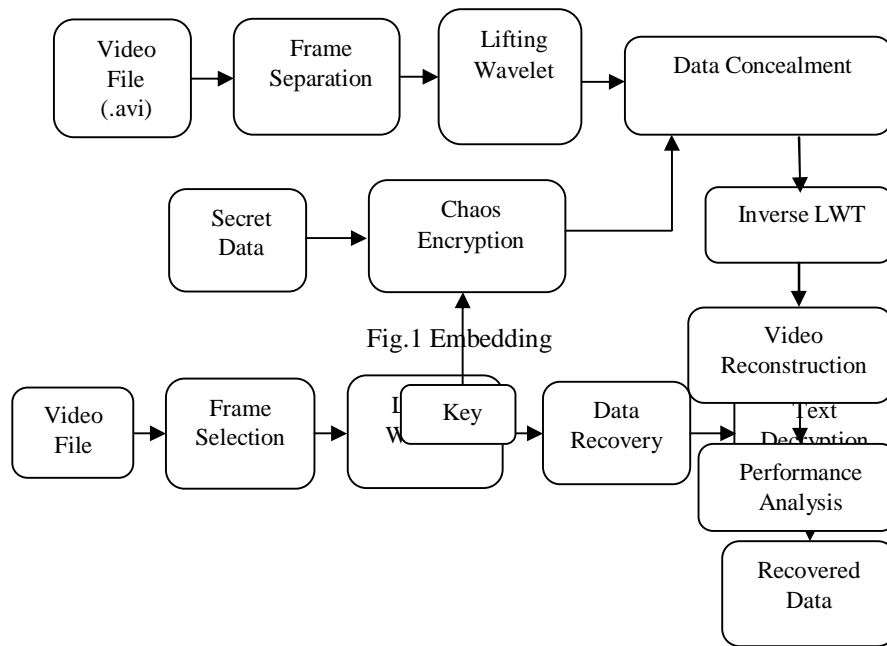 Video
File
(.avi)
Frame
Separation
Lifting
Wavelet
Data Concealment
Secret
Data
Chaos
Encryption
Inverse LWT
Fig.1 Embedding
Video
Reconstruction
Video
File
Frame
Selection
Key
Data
Recovery
Text
Decryption
Performance
Analysis
Recovered
Data